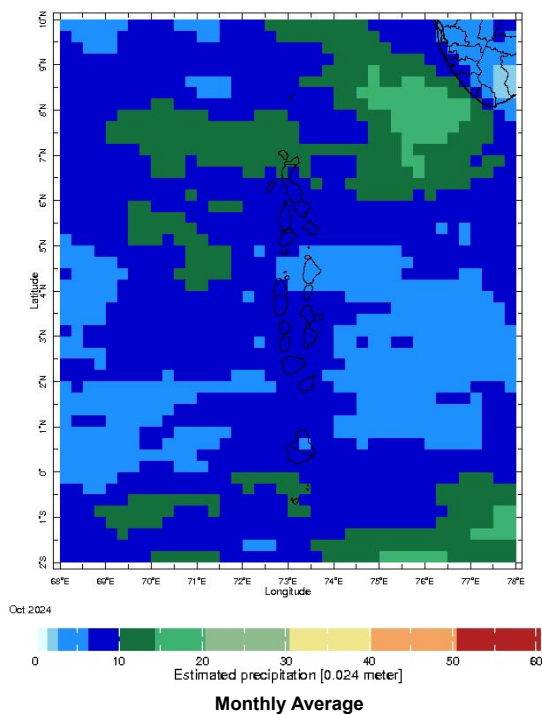 10°N
9°N
8°N
7°N
6°N
5°N
Latitude
4°N
3°N
2°N
1°N
0°
1°S
2°S
68°E 69°E 70°E 71°E 72°E 73°E 74°E 75°E 76°E 77°E 78°E
Longitude
Oct 2024
0 10 20 30 40 50 60
Estimated precipitation [0.024 meter]
Monthly Average